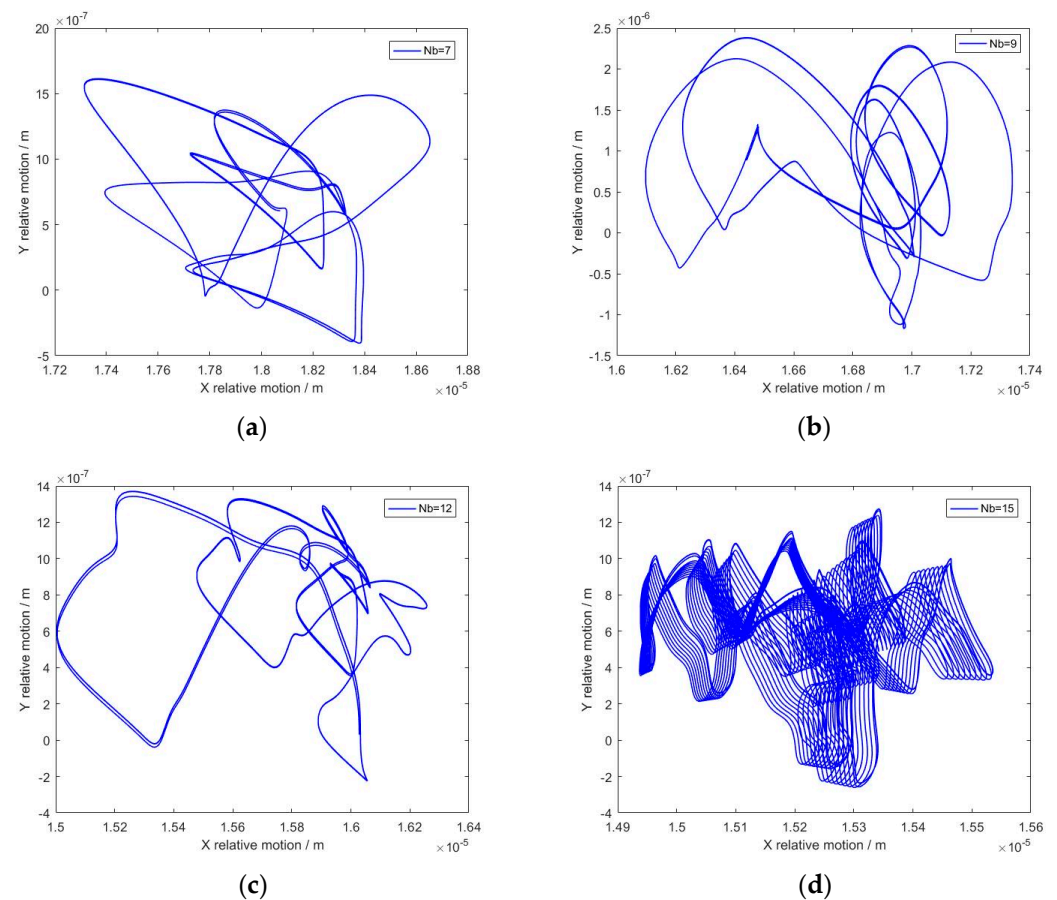 ×10⁻⁷
20
15
10
5
0
-5
Y relative motion / m
Nb=7
1.72 1.74 1.76 1.78 1.8 1.82 1.84 1.86 1.88
X relative motion / m
×10⁻⁵
(a)
×10⁻⁶
2.5
2
1.5
1
0.5
0
-0.5
-1
-1.5
Y relative motion / m
Nb=9
1.6 1.62 1.64 1.66 1.68 1.7 1.72 1.74
X relative motion / m
×10⁻⁵
(b)
×10⁻⁷
14
12
10
8
6
4
2
0
-2
-4
Y relative motion / m
Nb=12
1.5 1.52 1.54 1.56 1.58 1.6 1.62 1.64
X relative motion / m
×10⁻⁵
(c)
×10⁻⁷
14
12
10
8
6
4
2
0
-2
-4
Y relative motion / m
Nb=15
1.49 1.5 1.51 1.52 1.53 1.54 1.55 1.56
X relative motion / m
×10⁻⁵
(d)